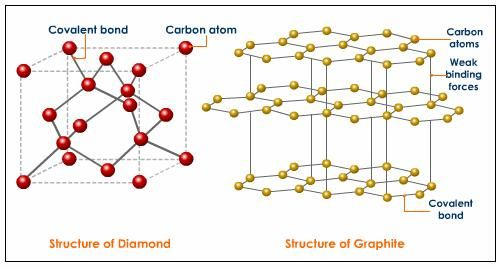 Covalent bond
Carbon atom
Carbon
atoms
Weak
binding
forces
Covalent
bond
Structure of Diamond
Structure of Graphite